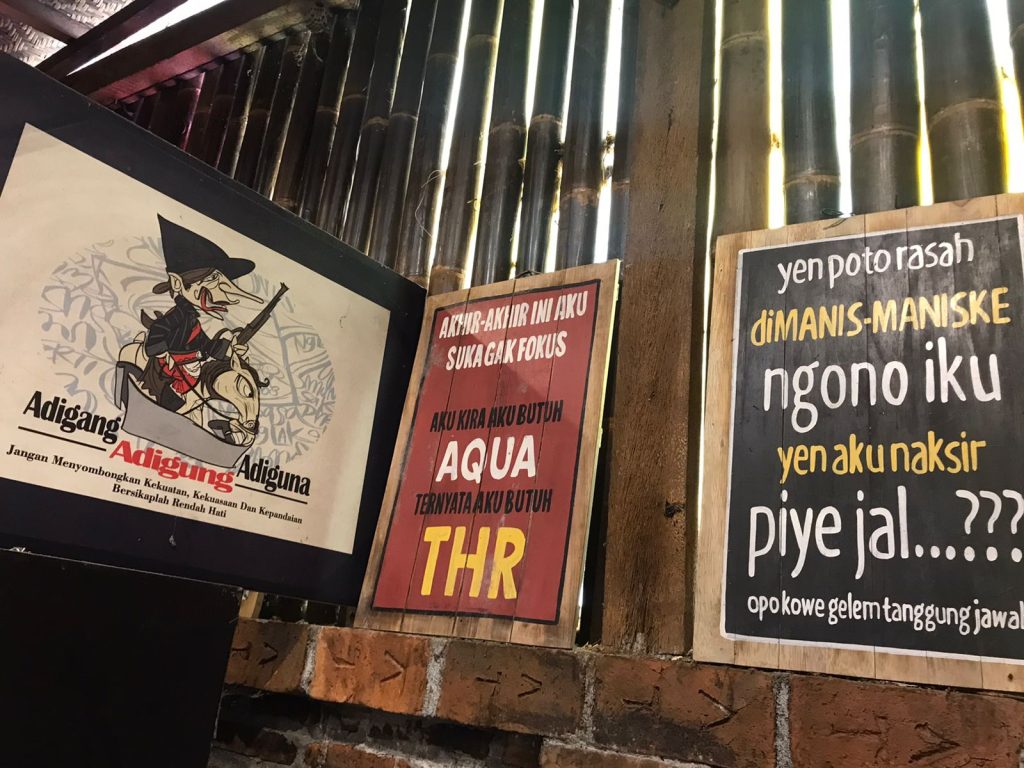 Adigang
Adigung
Adiguna
Jangan Menyombongkan Kekuatan, Kekuasaan Dan Kepandaian
Bersikaplah Rendah Hati
AKHIR-AKHIR INI AKU
SUKA GAK FOKUS
AKU KIRA AKU BUTUH
AQUA
TERNYATA AKU BUTUH
THR
yen poto rasah
diMANIS-MANISKE
ngono iku
yen aku naksir
piye jal......???
opo kowe gelem tanggung jawab